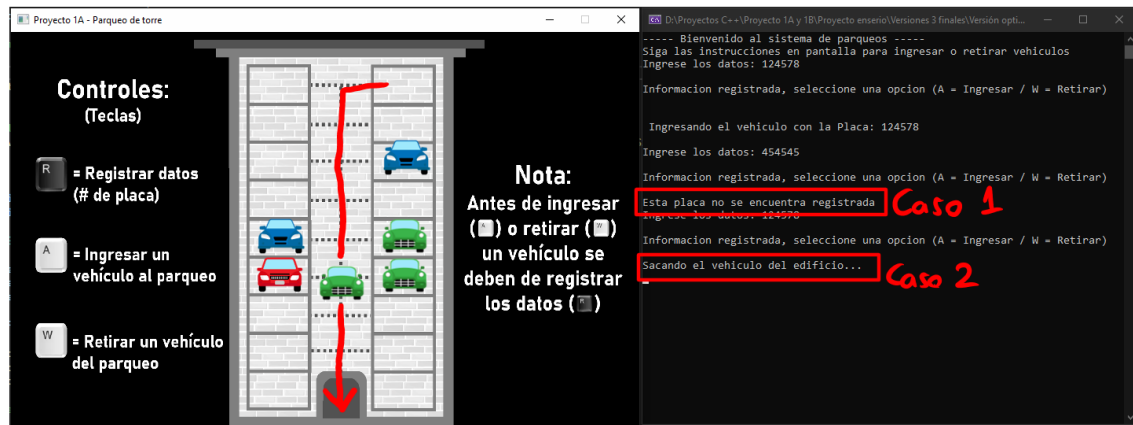 Proyecto 1A - Parqueo de torre
Controles:
(Teclas)
R
= Registrar datos
(# de placa)
A
= Ingresar un
vehículo al parqueo
W
= Retirar un vehículo
del parqueo
Nota:
Antes de ingresar
(A) o retirar (W)
un vehículo se
deben de registrar
los datos (R)
D:\Proyectos C++\Proyecto 1A y 1B\Proyecto enserio\Versiones 3 finales\Versión opti...
----- Bienvenido al sistema de parqueos -----
Siga las instrucciones en pantalla para ingresar o retirar vehiculos
Ingrese los datos: 124578
Informacion registrada, seleccione una opcion (A = Ingresar / W = Retirar)
Ingresando el vehiculo con la Placa: 124578
Ingrese los datos: 454545
Informacion registrada, seleccione una opcion (A = Ingresar / W = Retirar)
Esta placa no se encuentra registrada
Caso 1
Ingrese los datos: 124578
Informacion registrada, seleccione una opcion (A = Ingresar / W = Retirar)
Sacando el vehiculo del edificio...
Caso 2